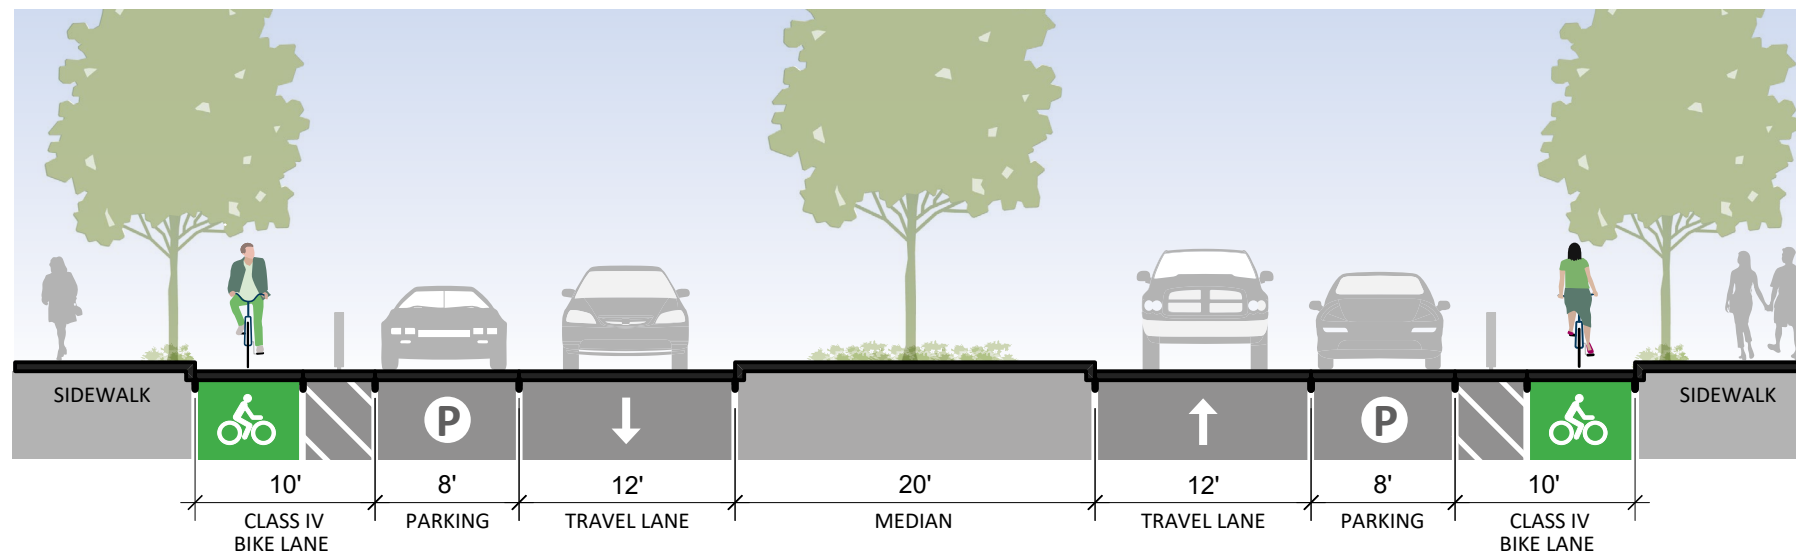 SIDEWALK
SIDEWALK
P
P
10'
8'
12'
20'
12'
8'
10'
CLASS IV
BIKE LANE
PARKING
TRAVEL LANE
MEDIAN
TRAVEL LANE
PARKING
CLASS IV
BIKE LANE